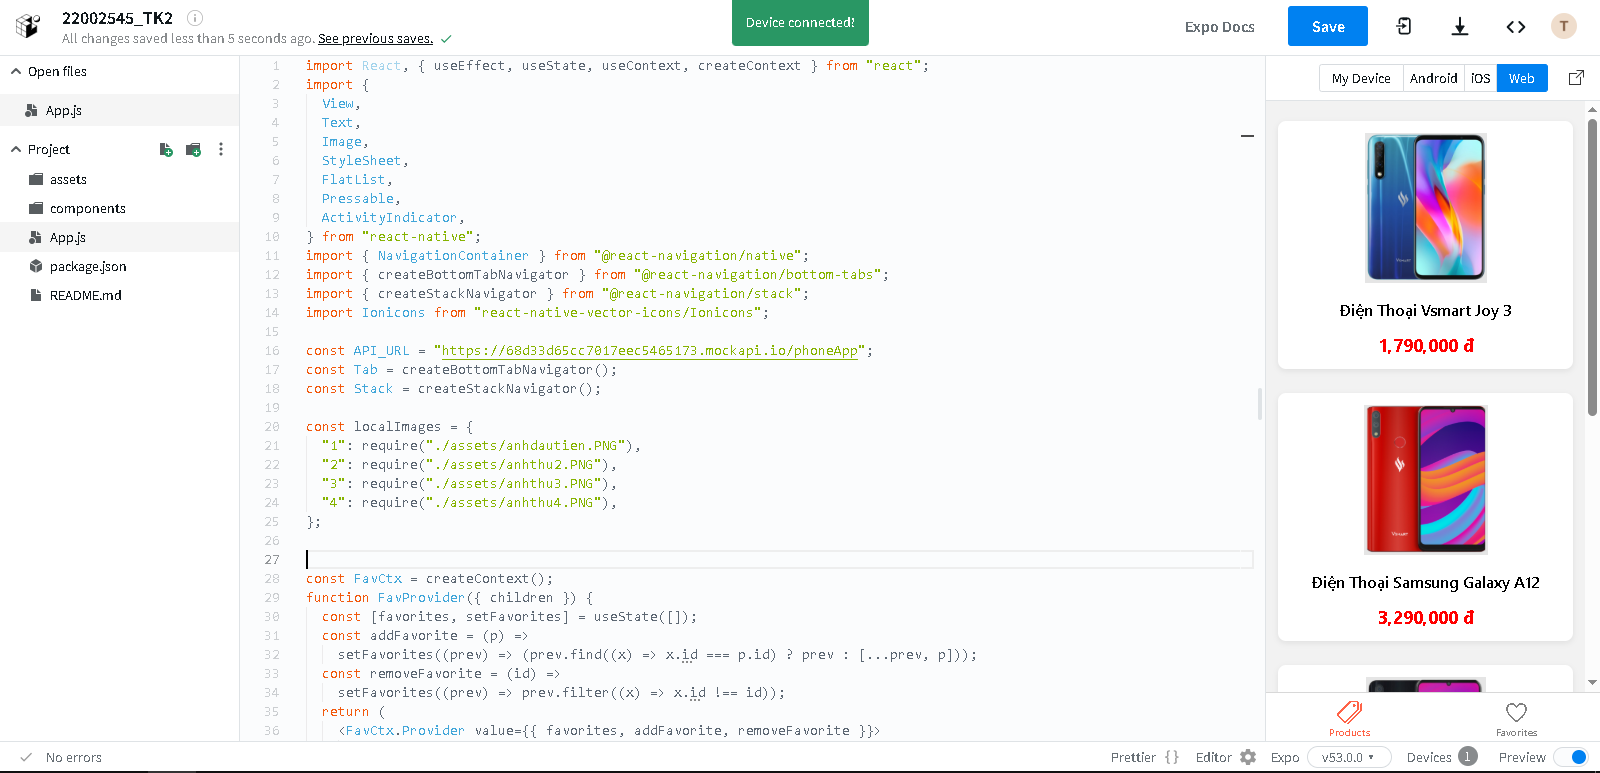 22002545_TK2
All changes saved less than 5 seconds ago. See previous saves.
Device connected!
Expo Docs
Save
T
Open files
App.js
Project
assets
components
App.js
package.json
README.md
1 import React, { useEffect, useState, useContext, createContext } from "react";
2 import {
3 View,
4 Text,
5 Image,
6 StyleSheet,
7 FlatList,
8 Pressable,
9 ActivityIndicator,
10 } from "react-native";
11 import { NavigationContainer } from "@react-navigation/native";
12 import { createBottomTabNavigator } from "@react-navigation/bottom-tabs";
13 import { createStackNavigator } from "@react-navigation/stack";
14 import Ionicons from "react-native-vector-icons/Ionicons";
15
16 const API_URL = "https://68d33d65cc7017eec5465173.mockapi.io/phoneApp";
17 const Tab = createBottomTabNavigator();
18 const Stack = createStackNavigator();
19
20 const localImages = {
21 "1": require("./assets/anhdautien.PNG"),
22 "2": require("./assets/anhthu2.PNG"),
23 "3": require("./assets/anhthu3.PNG"),
24 "4": require("./assets/anhthu4.PNG"),
25 };
26
27
28 const FavCtx = createContext();
29 function FavProvider({ children }) {
30 const [favorites, setFavorites] = useState([]);
31 const addFavorite = (p) =>
32 setFavorites((prev) => (prev.find((x) => x.id === p.id) ? prev : [...prev, p]));
33 const removeFavorite = (id) =>
34 setFavorites((prev) => prev.filter((x) => x.id !== id));
35 return (
36 <FavCtx.Provider value={{ favorites, addFavorite, removeFavorite }}>
My Device Android iOS Web
Điện Thoại Vsmart Joy 3
1,790,000 đ
Điện Thoại Samsung Galaxy A12
3,290,000 đ
Products
Favorites
No errors
Prettier { } Editor Expo v53.0.0 Devices 1 Preview